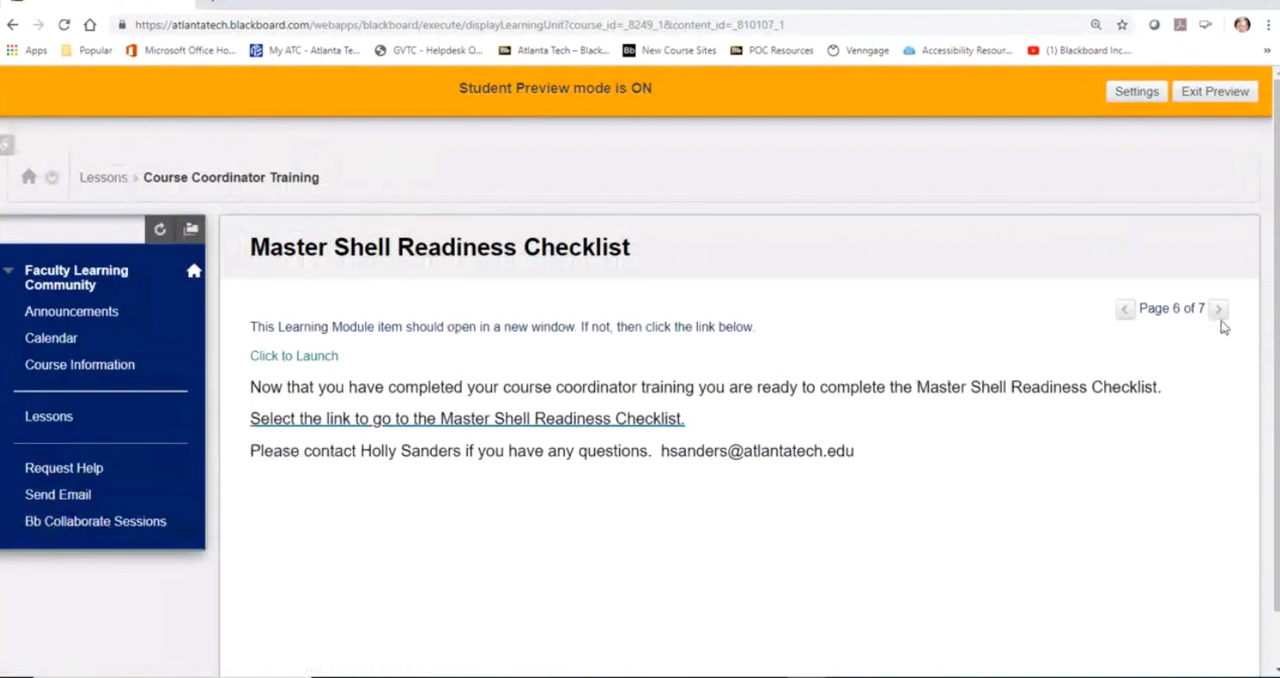 https://atlantatech.blackboard.com/webapps/blackboard/execute/displayLearningUnit?course_id=_8249_1&content_id=_810107_1
Apps Popular Microsoft Office Ho... My ATC - Atlanta Te... GVTC - Helpdesk O... Atlanta Tech – Black... Bb New Course Sites POC Resources Venngage Accessibility Resour... (1) Blackboard Inc... »
Student Preview mode is ON
Settings Exit Preview
Lessons › Course Coordinator Training
Master Shell Readiness Checklist
Faculty Learning
Community
Announcements
Calendar
Course Information
Lessons
Request Help
Send Email
Bb Collaborate Sessions
Page 6 of 7
This Learning Module item should open in a new window. If not, then click the link below.
Click to Launch
Now that you have completed your course coordinator training you are ready to complete the Master Shell Readiness Checklist.
Select the link to go to the Master Shell Readiness Checklist.
Please contact Holly Sanders if you have any questions. hsanders@atlantatech.edu